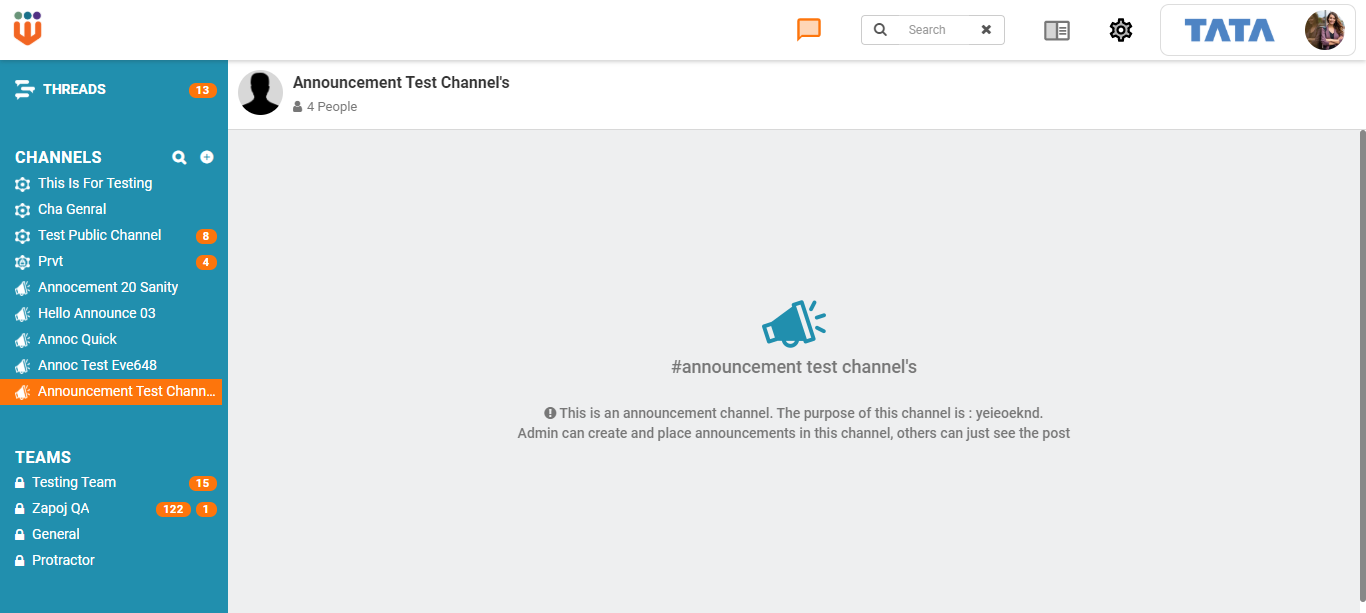 Search
TATA
THREADS 13
CHANNELS
This Is For Testing
Cha Genral
Test Public Channel 8
Prvt 4
Annocement 20 Sanity
Hello Announce 03
Annoc Quick
Annoc Test Eve648
Announcement Test Chann...
TEAMS
Testing Team 15
Zapoj QA 122 1
General
Protractor
Announcement Test Channel's
4 People
#announcement test channel's
This is an announcement channel. The purpose of this channel is : yeieoeknd.
Admin can create and place announcements in this channel, others can just see the post